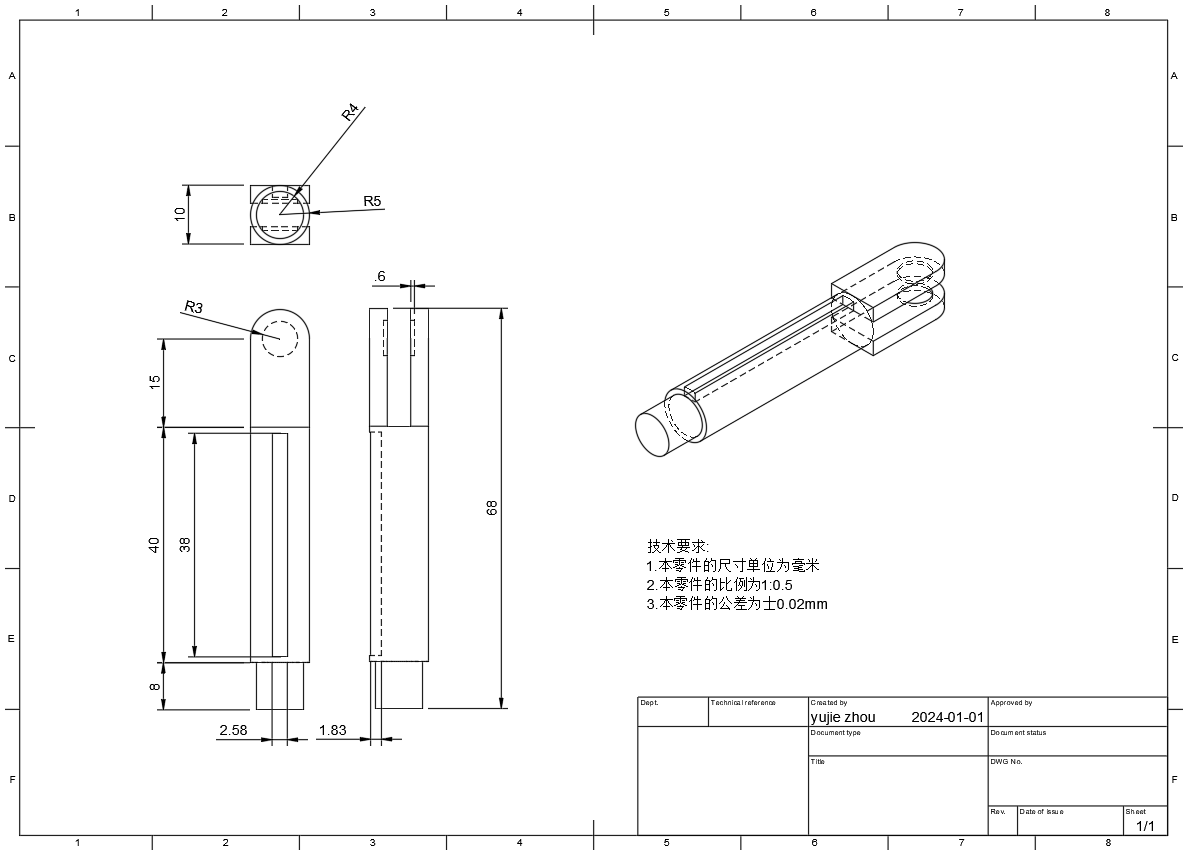 1 2 3 4 5 6 7 8
A A
R4
B R5 B
10
.6
R3
C C
15
D 68 D
40 38
技术要求:
1.本零件的尺寸单位为毫米
2.本零件的比例为1:0.5
3.本零件的公差为士0.02mm
E E
8
2.58 1.83
Dept. Technical reference Created by Approved by
yujie zhou 2024-01-01
Document type Document status
Title DWG No.
F F
Rev. Date of issue Sheet
1/1
1 2 3 4 5 6 7 8